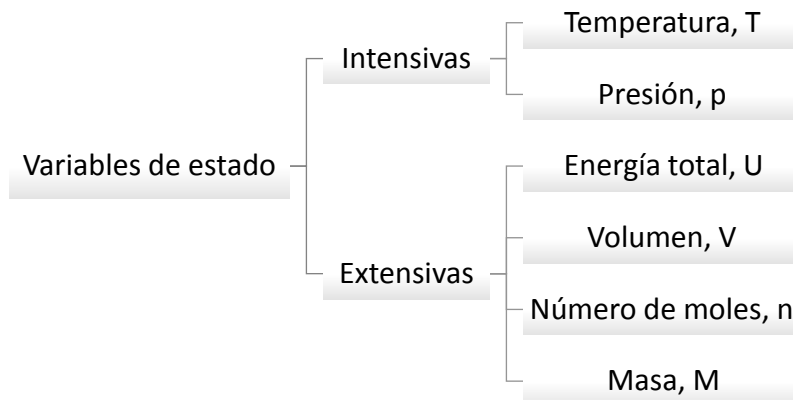 Variables de estado
Intensivas
Temperatura, T
Presión, p
Extensivas
Energía total, U
Volumen, V
Número de moles, n
Masa, M